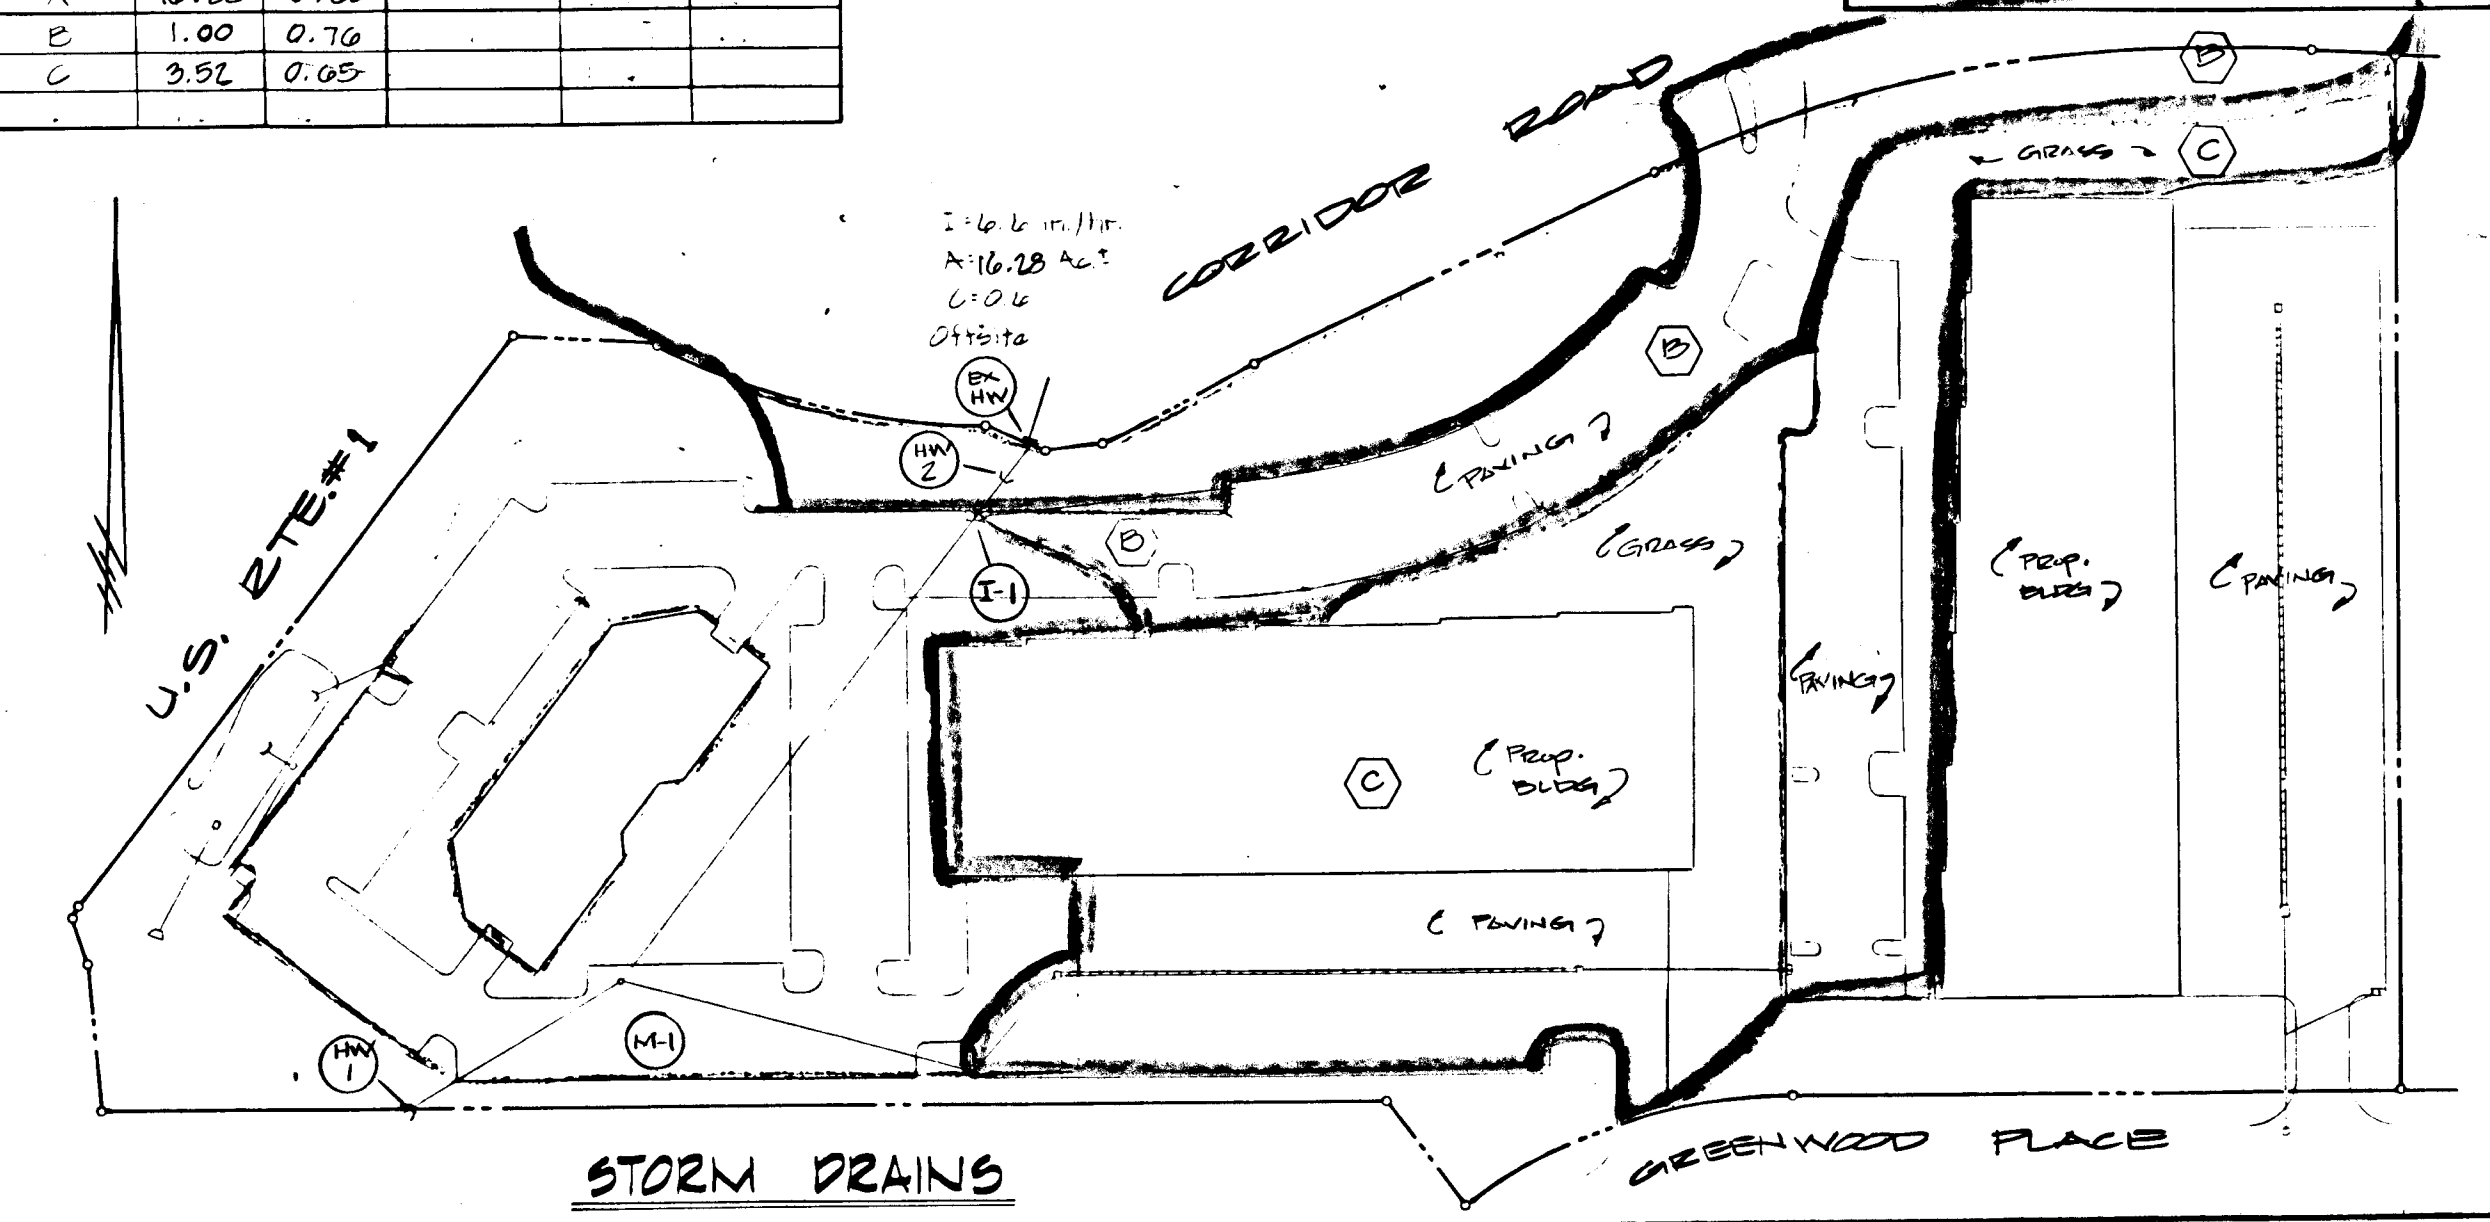 B 1.00 0.76
C 3.52 0.65
B
ROAD
GRASS
C
CORRIDOR
I=6.6 in./hr.
A=16.28 Ac.±
C=0.6
Offsite
EX
HW
B
HW
2
PAVING
U.S. RTE.#1
B
GRASS
I-1
PROP.
BLDG
PAVING
PAVING
C
PROP.
BLDG
PAVING
M-1
HW
1
STORM DRAINS
GREENWOOD PLACE